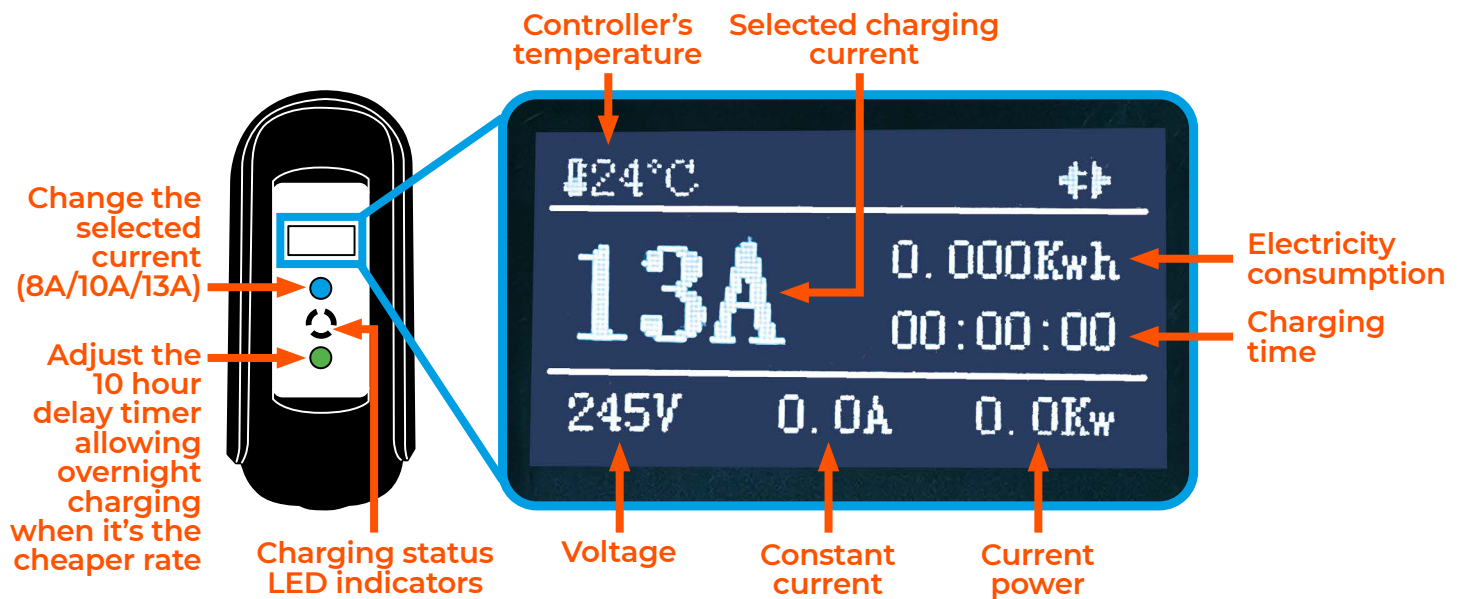 Controller's
temperature
Selected charging
current
Change the
selected
current
(8A/10A/13A)
Adjust the
10 hour
delay timer
allowing
overnight
charging
when it's the
cheaper rate
Charging status
LED indicators
24°C
13A
0.000Kwh
00:00:00
245V
0.0A
0.0Kw
Electricity
consumption
Charging
time
Voltage
Constant
current
Current
power